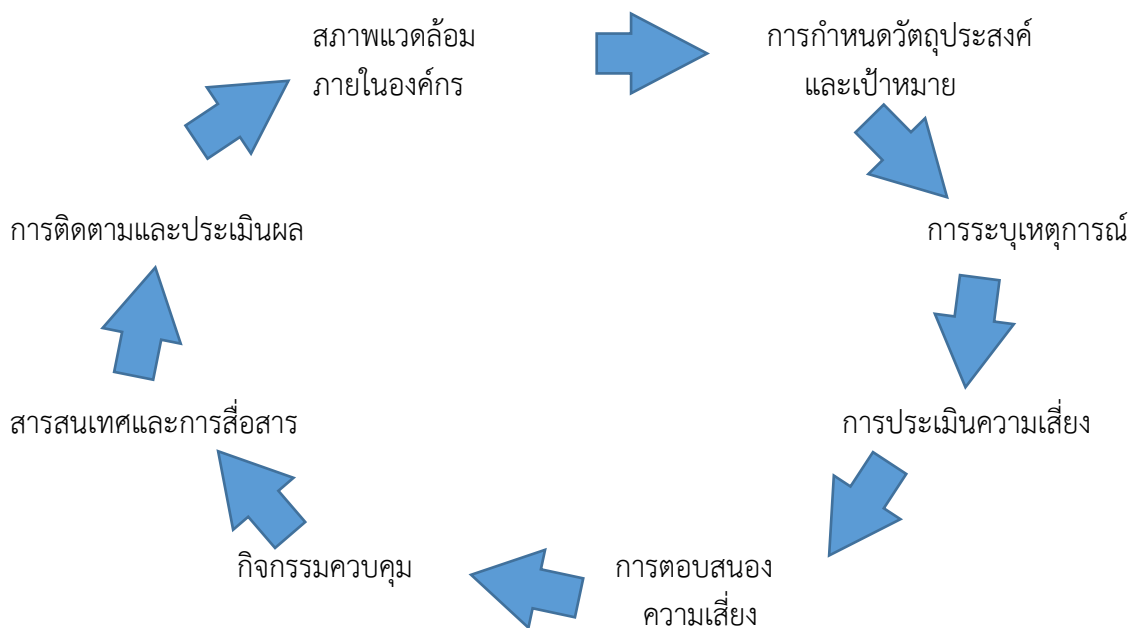 สภาพแวดล้อม
ภายในองค์กร
การกำหนดวัตถุประสงค์
และเป้าหมาย
การระบุเหตุการณ์
การประเมินความเสี่ยง
การตอบสนอง
ความเสี่ยง
กิจกรรมควบคุม
สารสนเทศและการสื่อสาร
การติดตามและประเมินผล